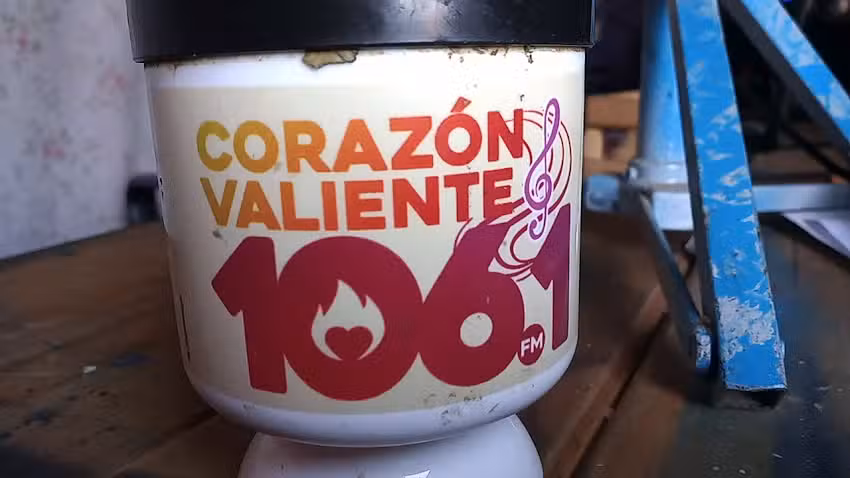 CORAZÓN
VALIENTE
106.1
FM